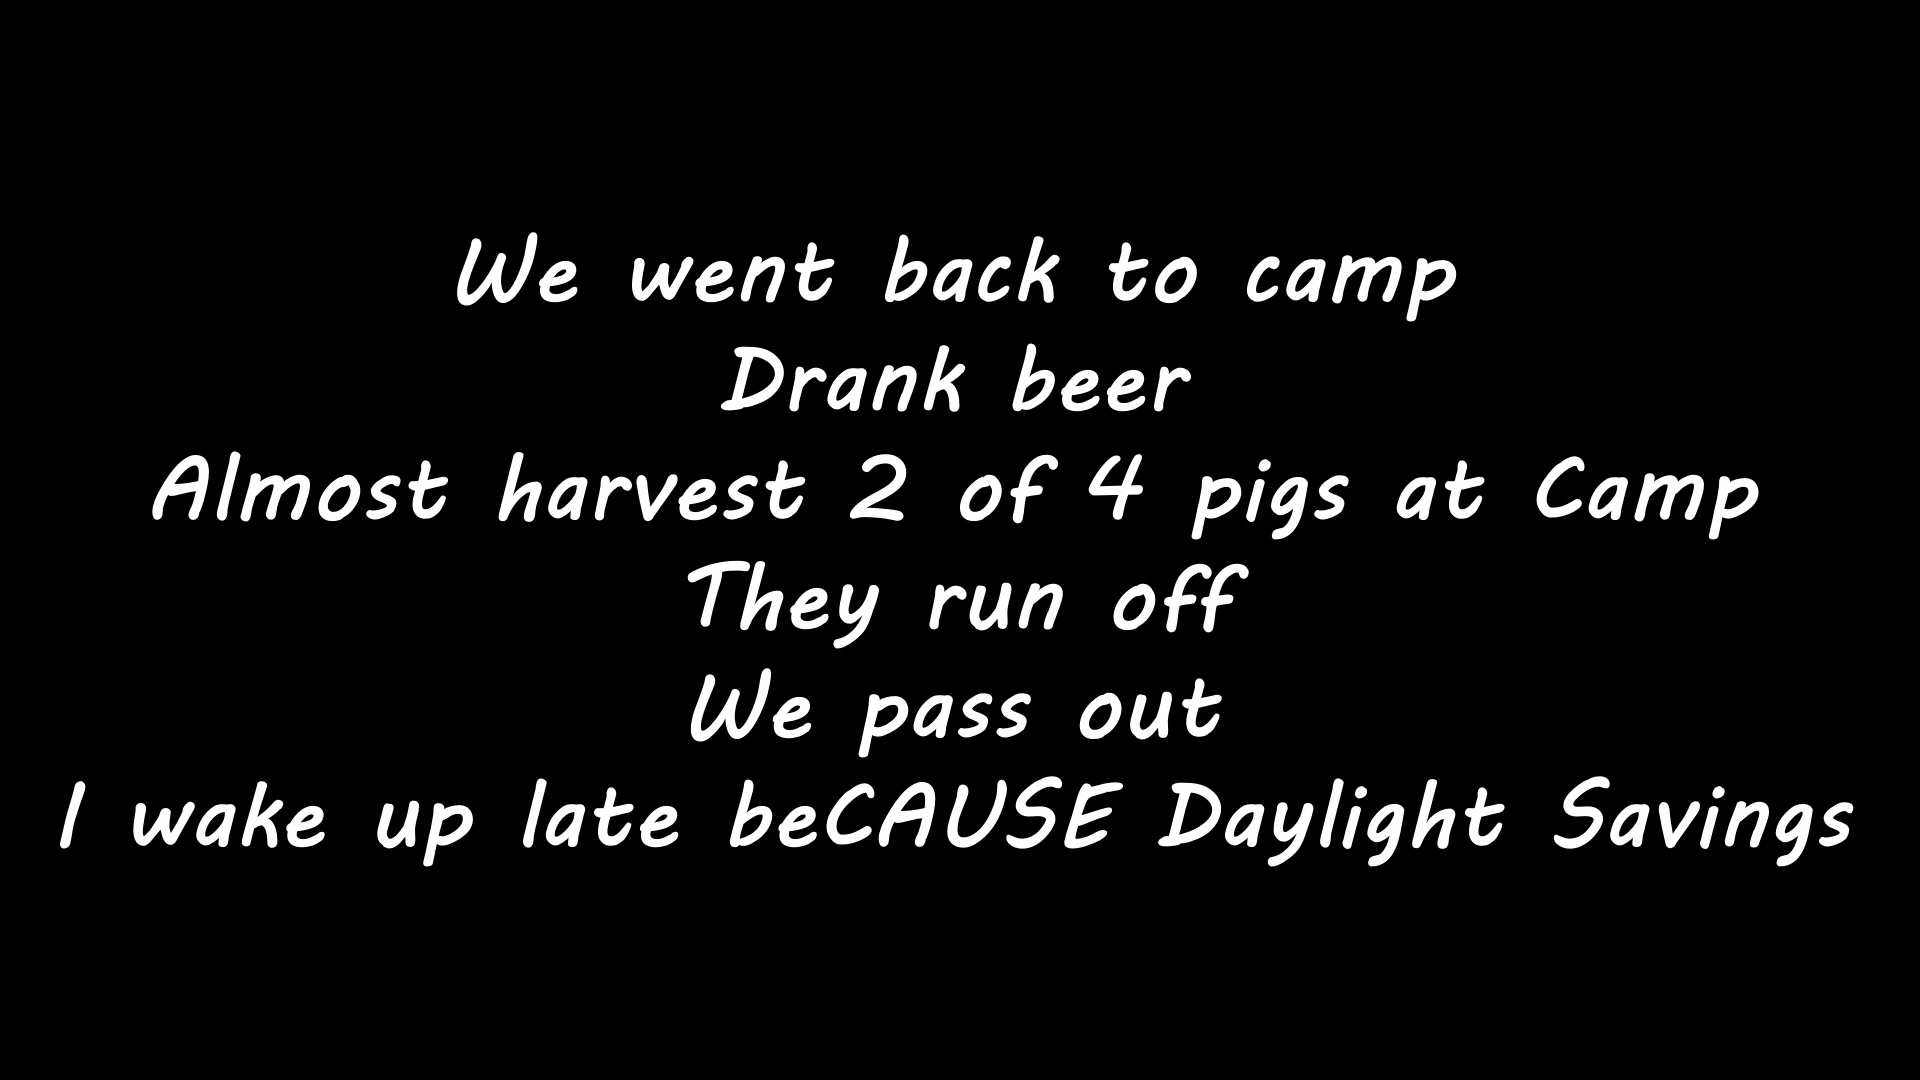 We went back to camp
Drank beer
Almost harvest 2 of 4 pigs at Camp
They run off
We pass out
I wake up late beCAUSE Daylight Savings